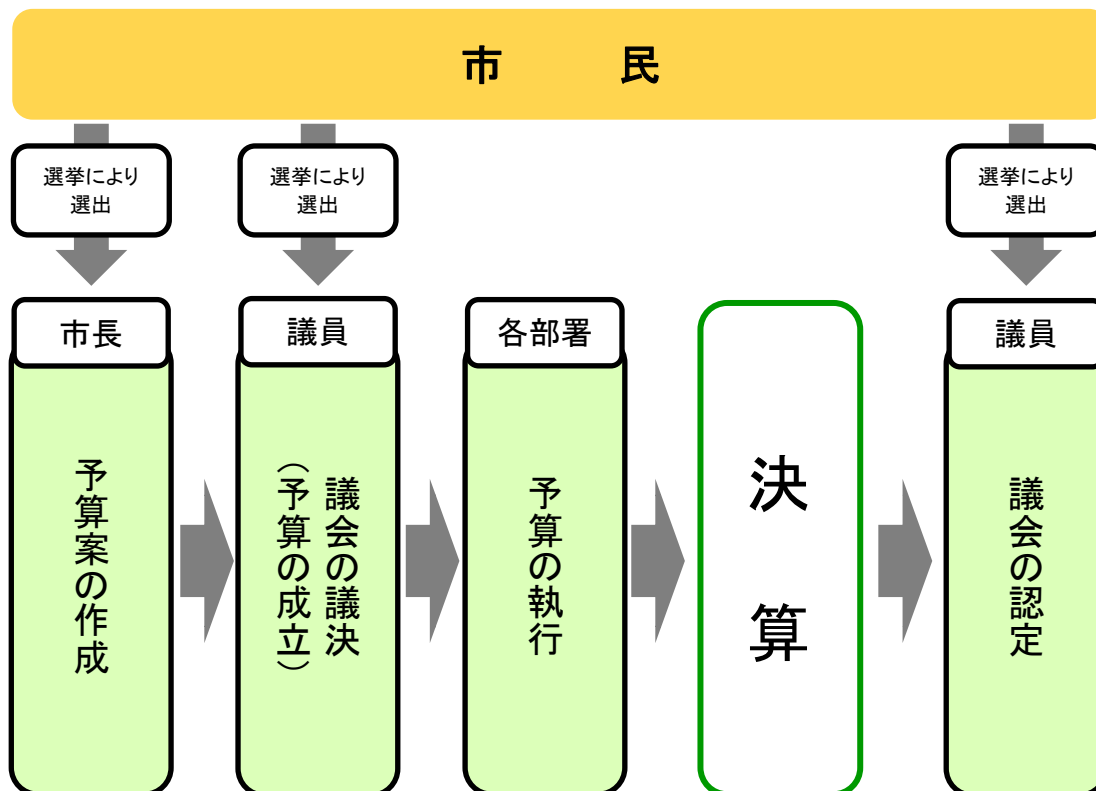 市　民
選挙により
選出
選挙により
選出
選挙により
選出
市長
予算案の作成
議員
議会の議決
（予算の成立）
各部署
予算の執行
決算
議員
議会の認定